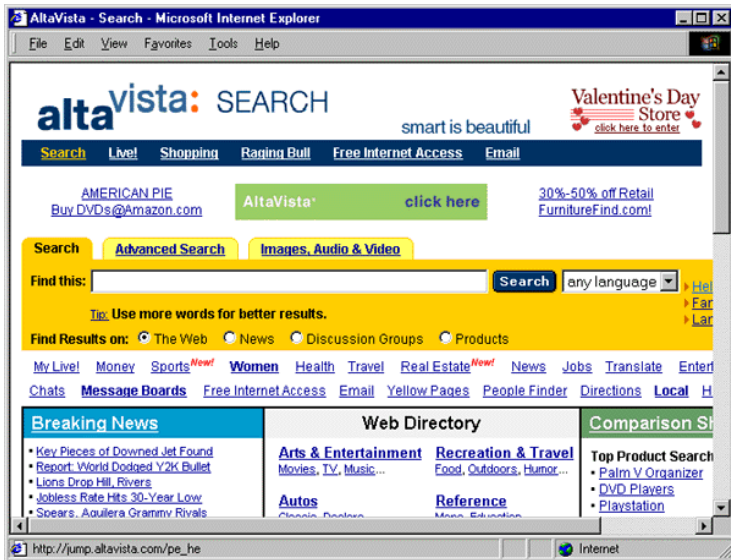 AltaVista - Search - Microsoft Internet Explorer
File Edit View Favorites Tools Help
altavista: SEARCH
smart is beautiful
Valentine's Day
Store
click here to enter
Search Live! Shopping Raging Bull Free Internet Access Email
AMERICAN PIE
Buy DVDs@Amazon.com
AltaVista click here
30%-50% off Retail
FurnitureFind.com!
Search Advanced Search Images, Audio & Video
Find this: Search any language
Hel
Tip: Use more words for better results.
Far
Lar
Find Results on: The Web News Discussion Groups Products
My Live! Money Sports New! Women Health Travel Real Estate New! News Jobs Translate Entert
Chats Message Boards Free Internet Access Email Yellow Pages People Finder Directions Local H
Breaking News
Key Pieces of Downed Jet Found
Report: World Dodged Y2K Bullet
Lions Drop Hill, Rivers
Jobless Rate Hits 30-Year Low
Spears, Aguilera Grammy Rivals
Web Directory
Arts & Entertainment
Movies, TV, Music...
Autos
Recreation & Travel
Food, Outdoors, Humor...
Reference
Comparison Sh
Top Product Search
Palm V Organizer
DVD Players
Playstation
http://jump.altavista.com/pe_he
Internet